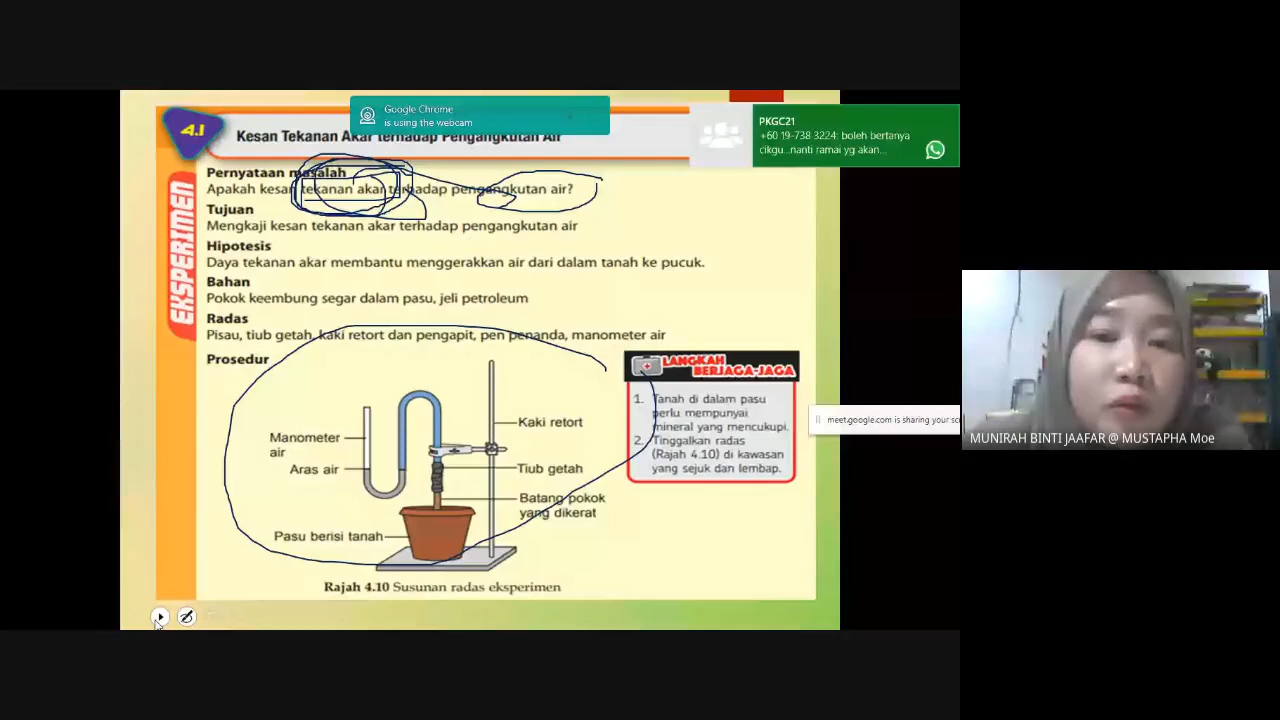 4.1
Google Chrome
is using the webcam
PKGC21
+60 19-738 3224: boleh bertanya
cikgu...nanti ramai yg akan...
Kesan Tekanan Akar terhadap Pengangkutan Air
EKSPERIMEN
Pernyataan masalah
Apakah kesan tekanan akar terhadap pengangkutan air?
Tujuan
Mengkaji kesan tekanan akar terhadap pengangkutan air
Hipotesis
Daya tekanan akar membantu menggerakkan air dari dalam tanah ke pucuk.
Bahan
Pokok keembung segar dalam pasu, jeli petroleum
Radas
Pisau, tiub getah, kaki retort dan pengapit, pen penanda, manometer air
Prosedur
Manometer
air
Aras air
Pasu berisi tanah
Kaki retort
Tiub getah
Batang pokok
yang dikerat
Rajah 4.10 Susunan radas eksperimen
LANGKAH
BERJAGA-JAGA
1. Tanah di dalam pasu
perlu mempunyai
mineral yang mencukupi.
2. Tinggalkan radas
(Rajah 4.10) di kawasan
yang sejuk dan lembap.
meet.google.com is sharing your sc
MUNIRAH BINTI JAAFAR @ MUSTAPHA Moe